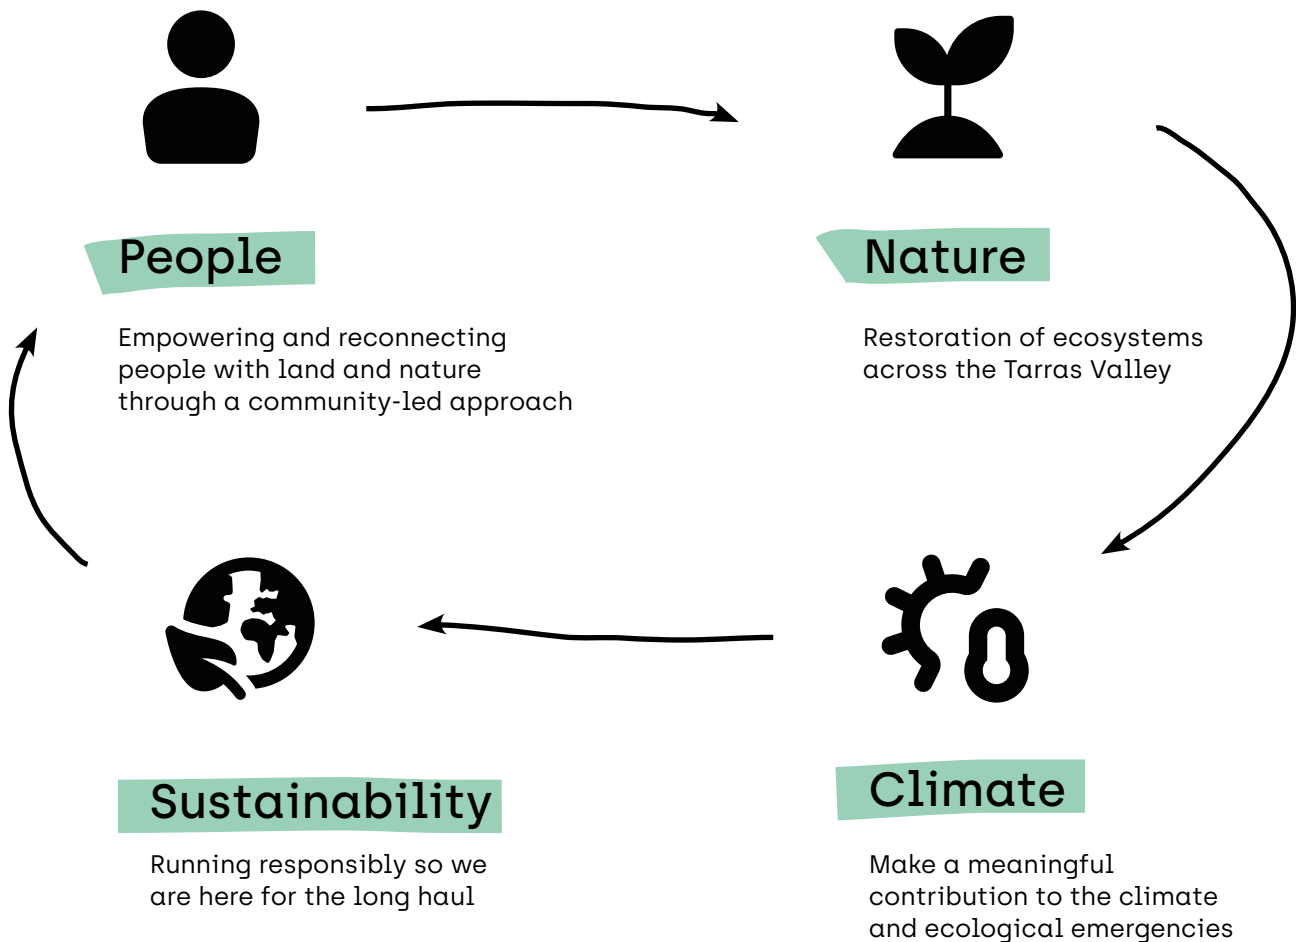 People
Empowering and reconnecting
people with land and nature
through a community-led approach
Nature
Restoration of ecosystems
across the Tarras Valley
Sustainability
Running responsibly so we
are here for the long haul
Climate
Make a meaningful
contribution to the climate
and ecological emergencies